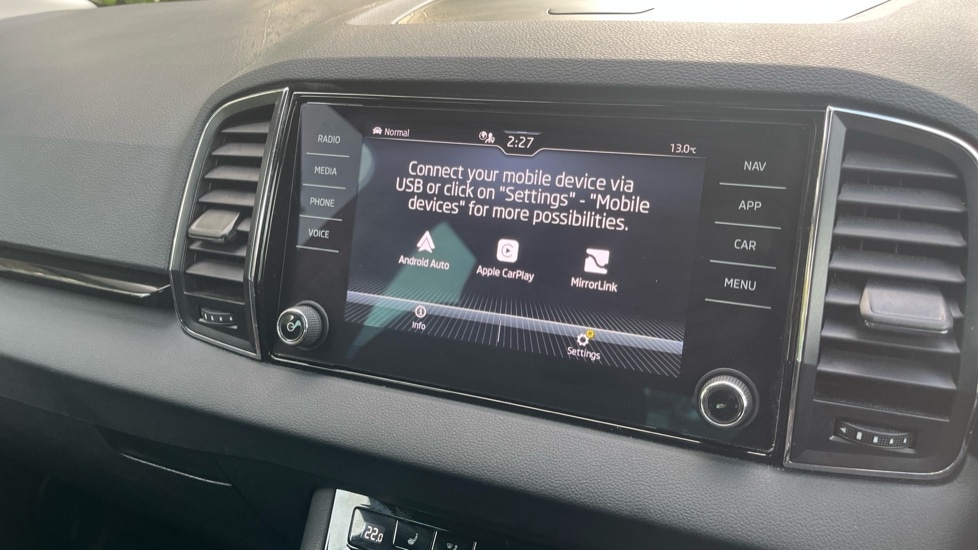 RADIO
MEDIA
PHONE
VOICE
Normal
2:27
13.0°C
Connect your mobile device via
USB or click on "Settings" - "Mobile
devices" for more possibilities.
Android Auto
Apple CarPlay
MirrorLink
Info
Settings
NAV
APP
CAR
MENU
22.0